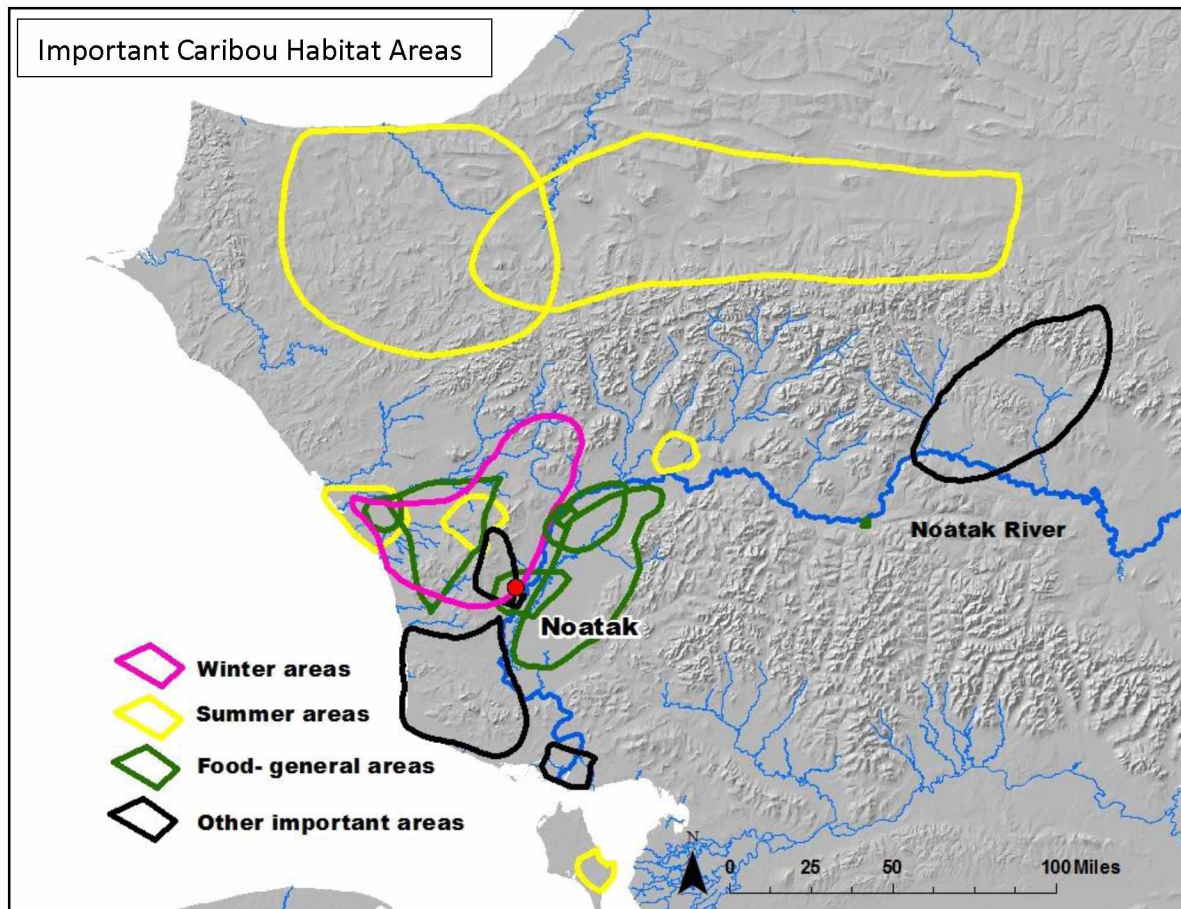 Important Caribou Habitat Areas
Noatak River
Noatak
Winter areas
Summer areas
Food- general areas
Other important areas
N
0 25 50 100 Miles